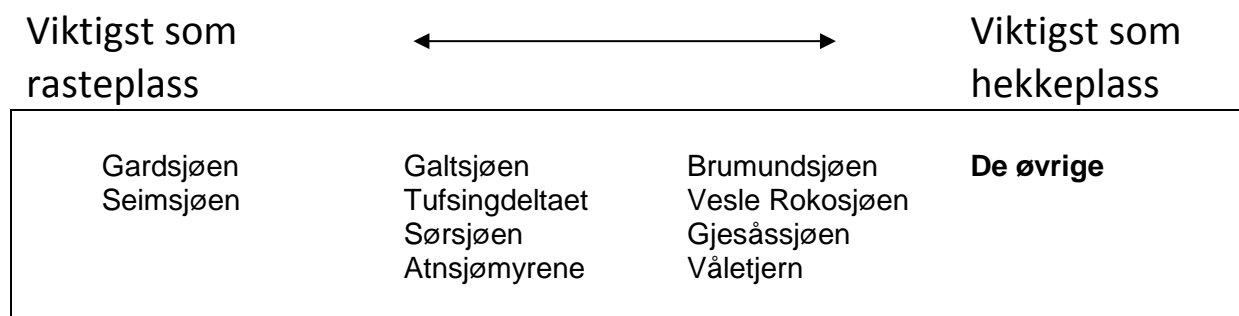 Viktigst som
rasteplass
Viktigst som
hekkeplass
Gardsjøen
Seimsjøen
Galtsjøen
Tufsingdeltaet
Sørsjøen
Atnsjømyrene
Brumundsjøen
Vesle Rokosjøen
Gjesåssjøen
Våletjern
De øvrige